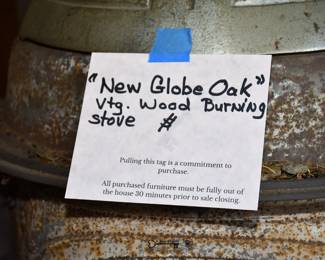 "New Globe Oak"
Vtg. Wood Burning
stove #
Pulling this tag is a commitment to
purchase.
All purchased furniture must be fully out of
the house 30 minutes prior to sale closing.